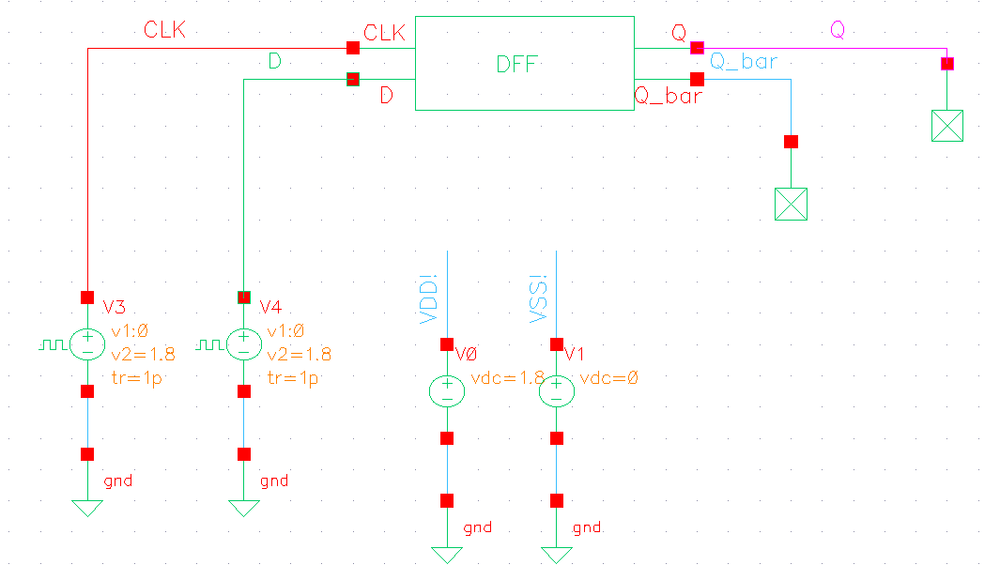 CLK
CLK
Q
Q
D
DFF
Q_bar
D
Q_bar
VDD!
VSS!
V3
v1:0
v2=1.8
tr=1p
V4
v1:0
v2=1.8
tr=1p
V0
vdc=1.8
V1
vdc=0
gnd
gnd
gnd
gnd